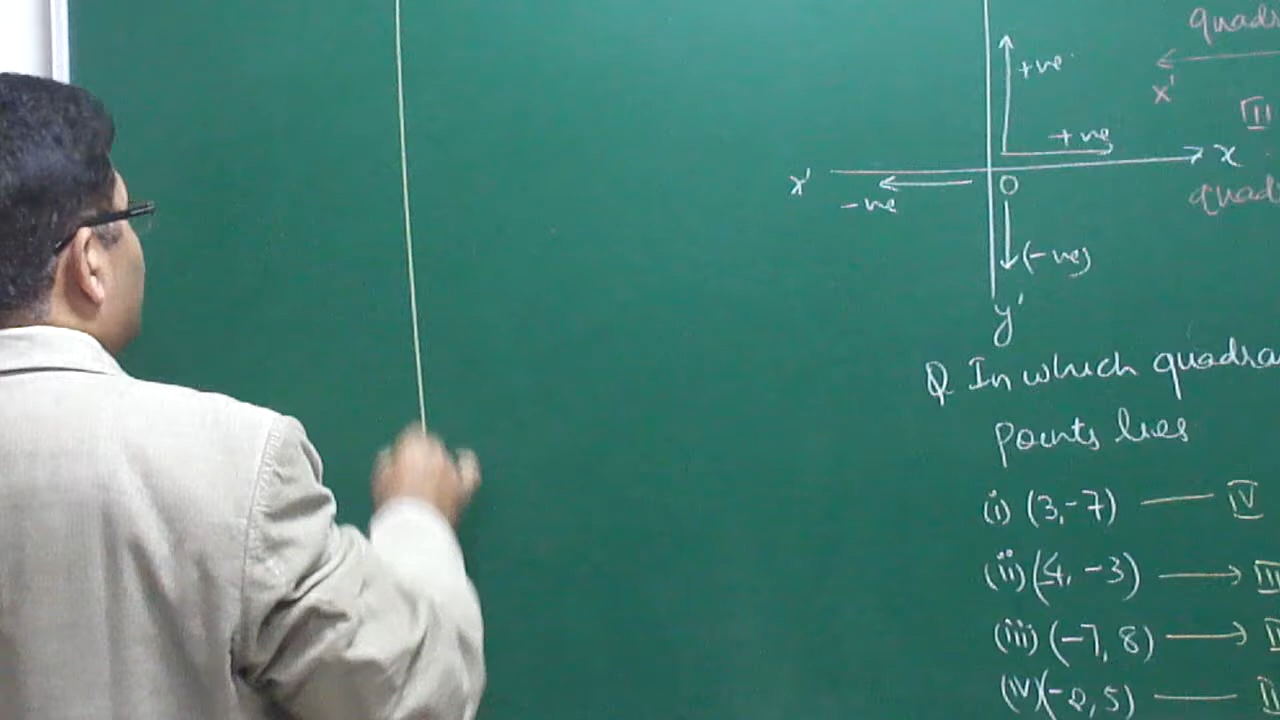 quadr
+ve
x'
+ve
x
x'
-ve
O
quad
(-ve)
y'
Q In which quadra
points lies
(i) (3,-7) — IV
(ii) (4, -3) →
(iii) (-7, 8) →
(iv) (-2, 5) —